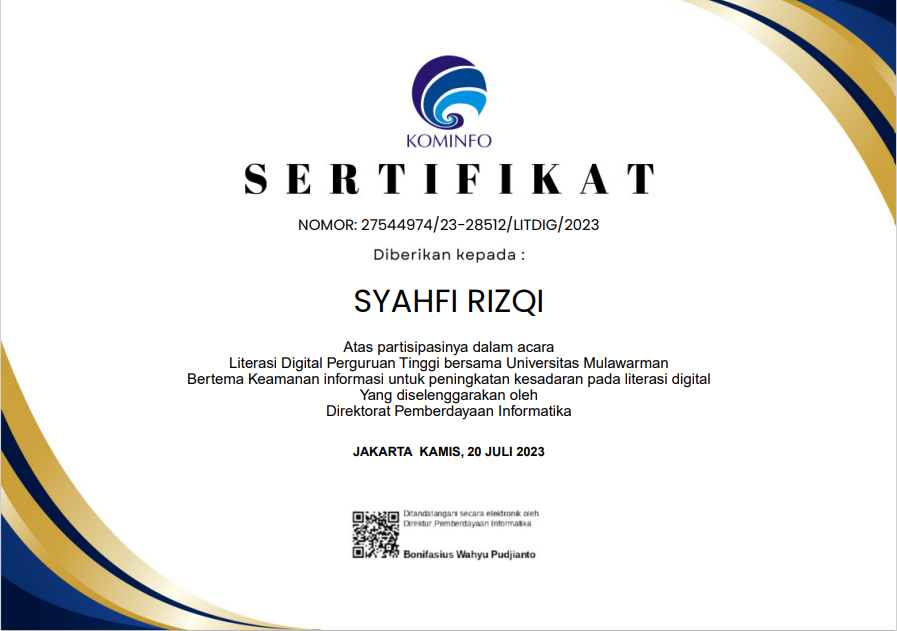 KOMINFO
SERTIFIKAT
NOMOR: 27544974/23-28512/LITDIG/2023
Diberikan kepada :
SYAHFI RIZQI
Atas partisipasinya dalam acara
Literasi Digital Perguruan Tinggi bersama Universitas Mulawarman
Bertema Keamanan informasi untuk peningkatan kesadaran pada literasi digital
Yang diselenggarakan oleh
Direktorat Pemberdayaan Informatika
JAKARTA KAMIS, 20 JULI 2023
Ditandatangani secara elektronik oleh
Direktur Pemberdayaan Informatika
Bonifasius Wahyu Pudjianto